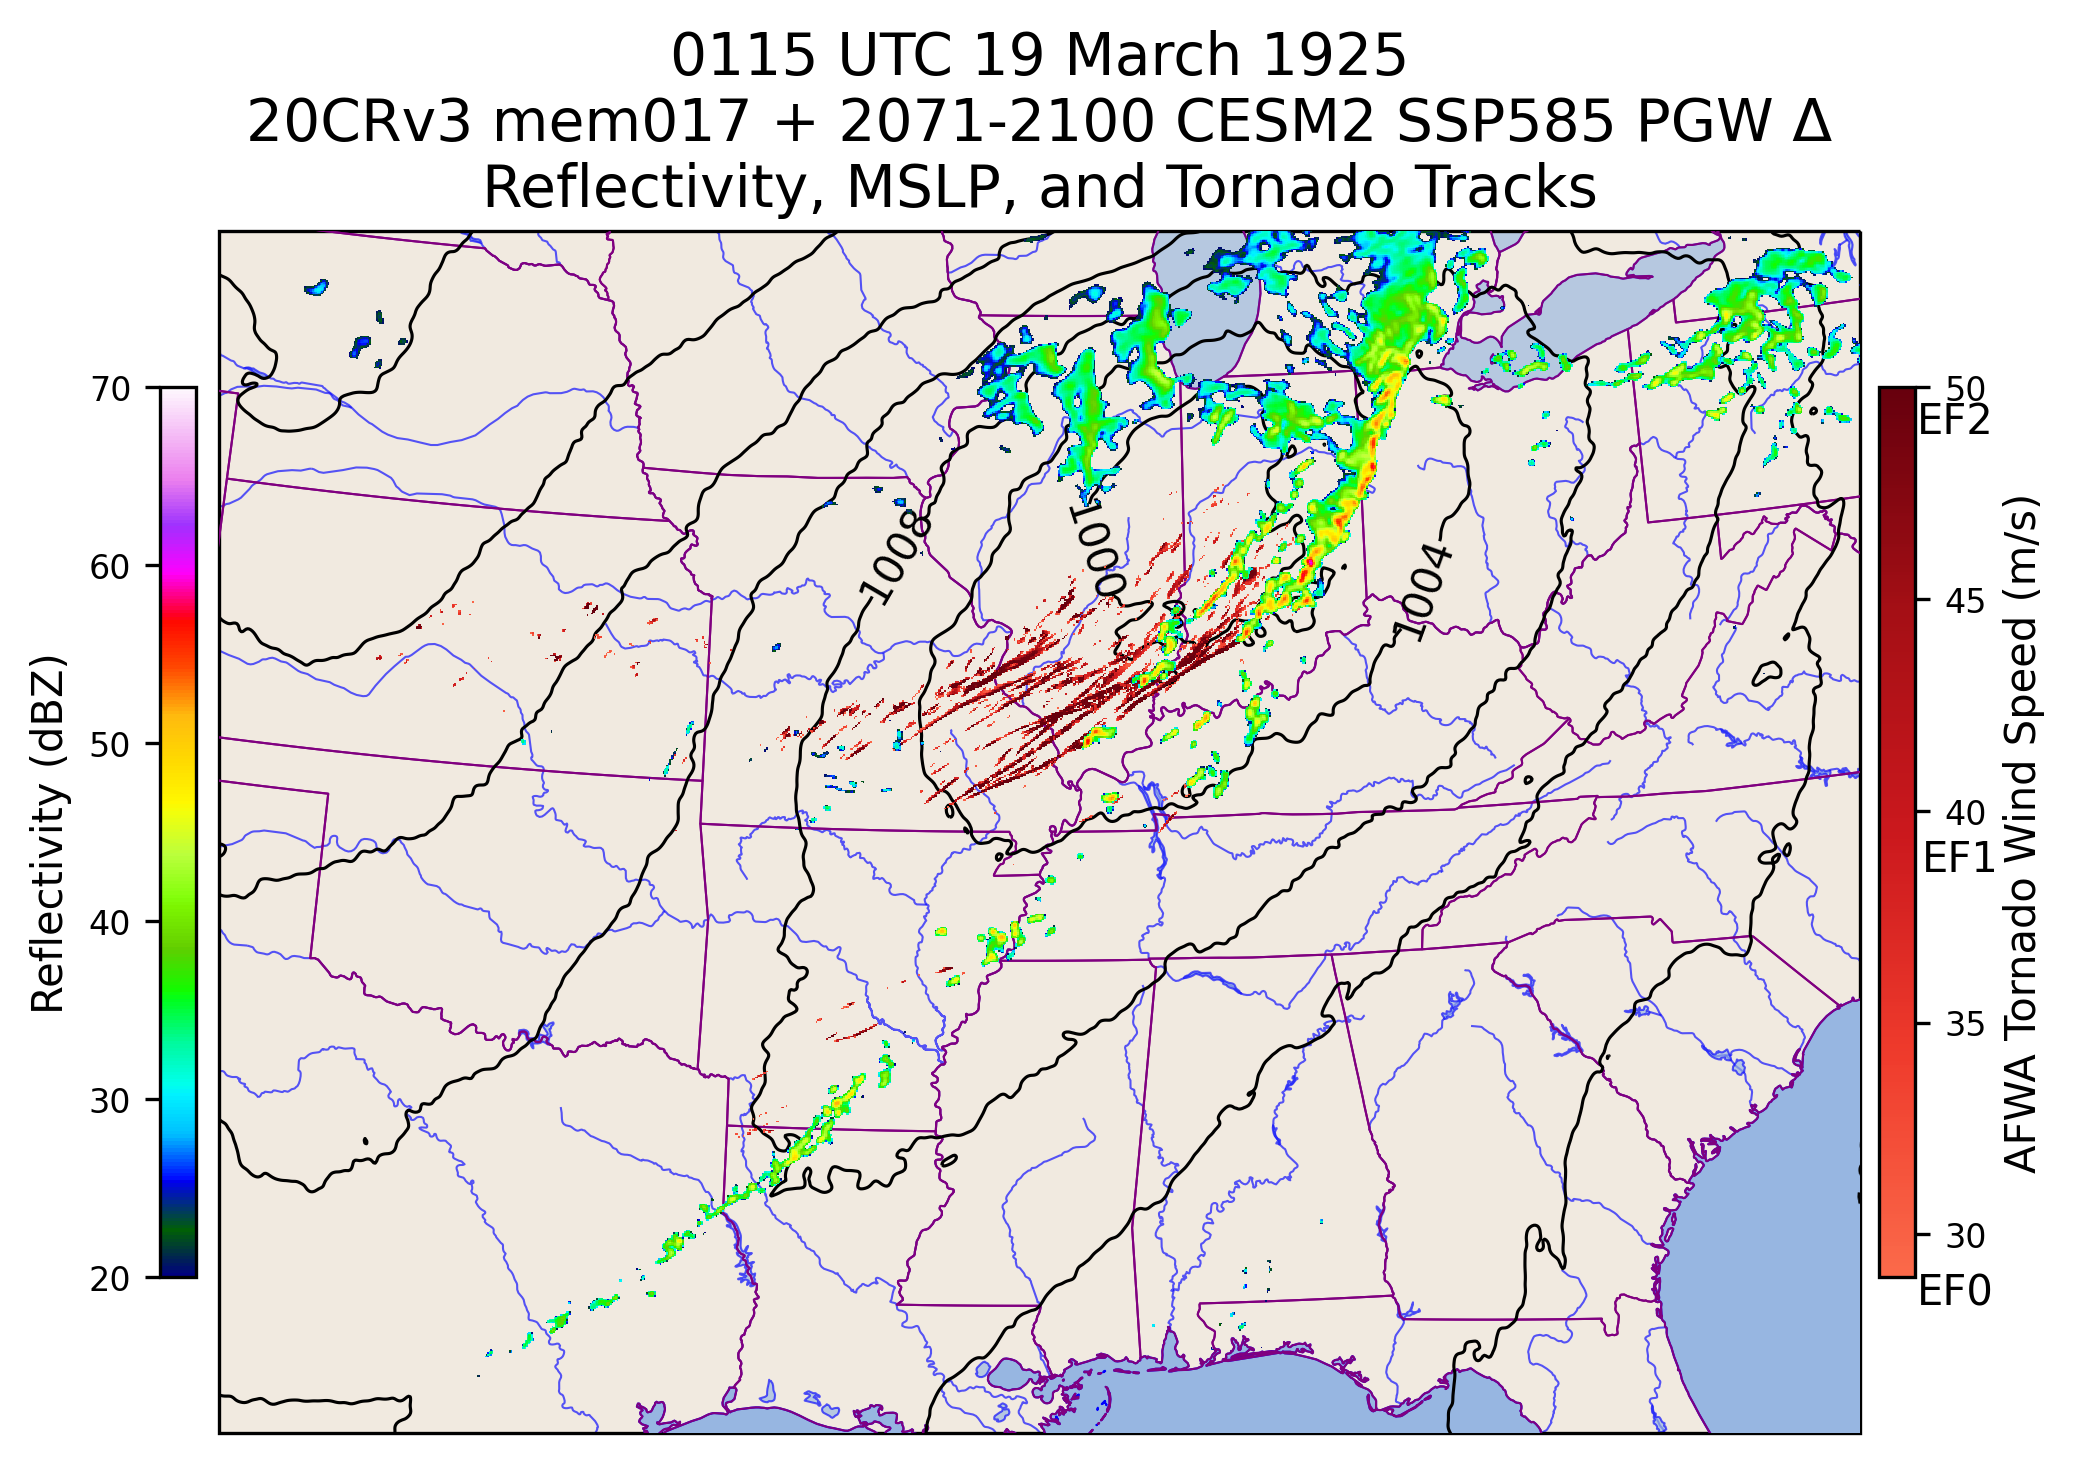 0115 UTC 19 March 1925
20CRv3 mem017 + 2071-2100 CESM2 SSP585 PGW Δ
Reflectivity, MSLP, and Tornado Tracks
70
60
50
40
30
20
Reflectivity (dBZ)
1008
1000
1004
50
EF2
45
40
EF1
35
30
EF0
AFWA Tornado Wind Speed (m/s)